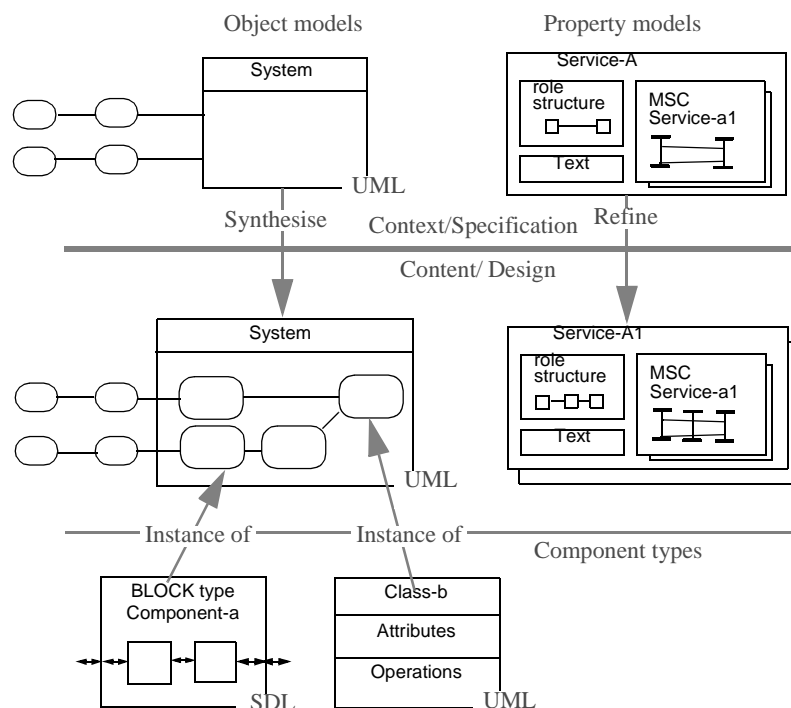 Object models
Property models
System
UML
Service-A
role
structure
Text
MSC
Service-a1
Synthesise
Context/Specification
Refine
Content/ Design
System
UML
Service-A1
role
structure
Text
MSC
Service-a1
Instance of
Instance of
Component types
BLOCK type
Component-a
SDL
Class-b
Attributes
Operations
UML